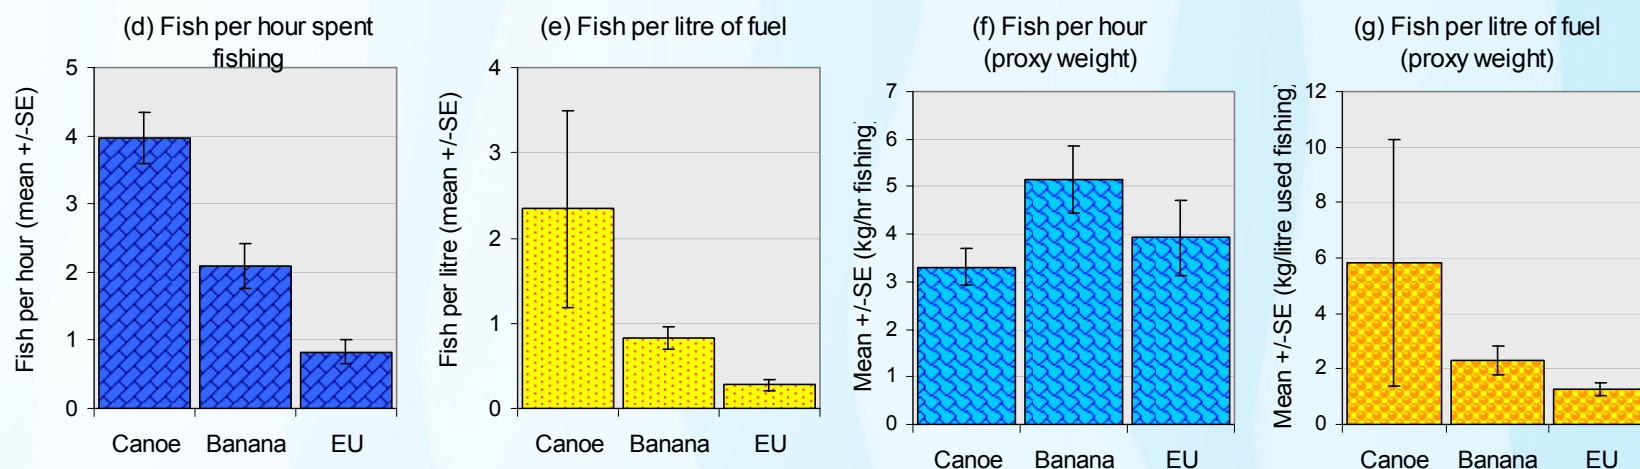 (d) Fish per hour spent
fishing
Fish per hour (mean +/-SE)
5
4
3
2
1
0
Canoe Banana EU
(e) Fish per litre of fuel
Fish per litre (mean +/-SE)
4
3
2
1
0
Canoe Banana EU
(f) Fish per hour
(proxy weight)
Mean +/-SE (kg/hr fishing)
7
6
5
4
3
2
1
0
Canoe Banana EU
(g) Fish per litre of fuel
(proxy weight)
Mean +/-SE (kg/litre used fishing)
12
10
8
6
4
2
0
Canoe Banana EU